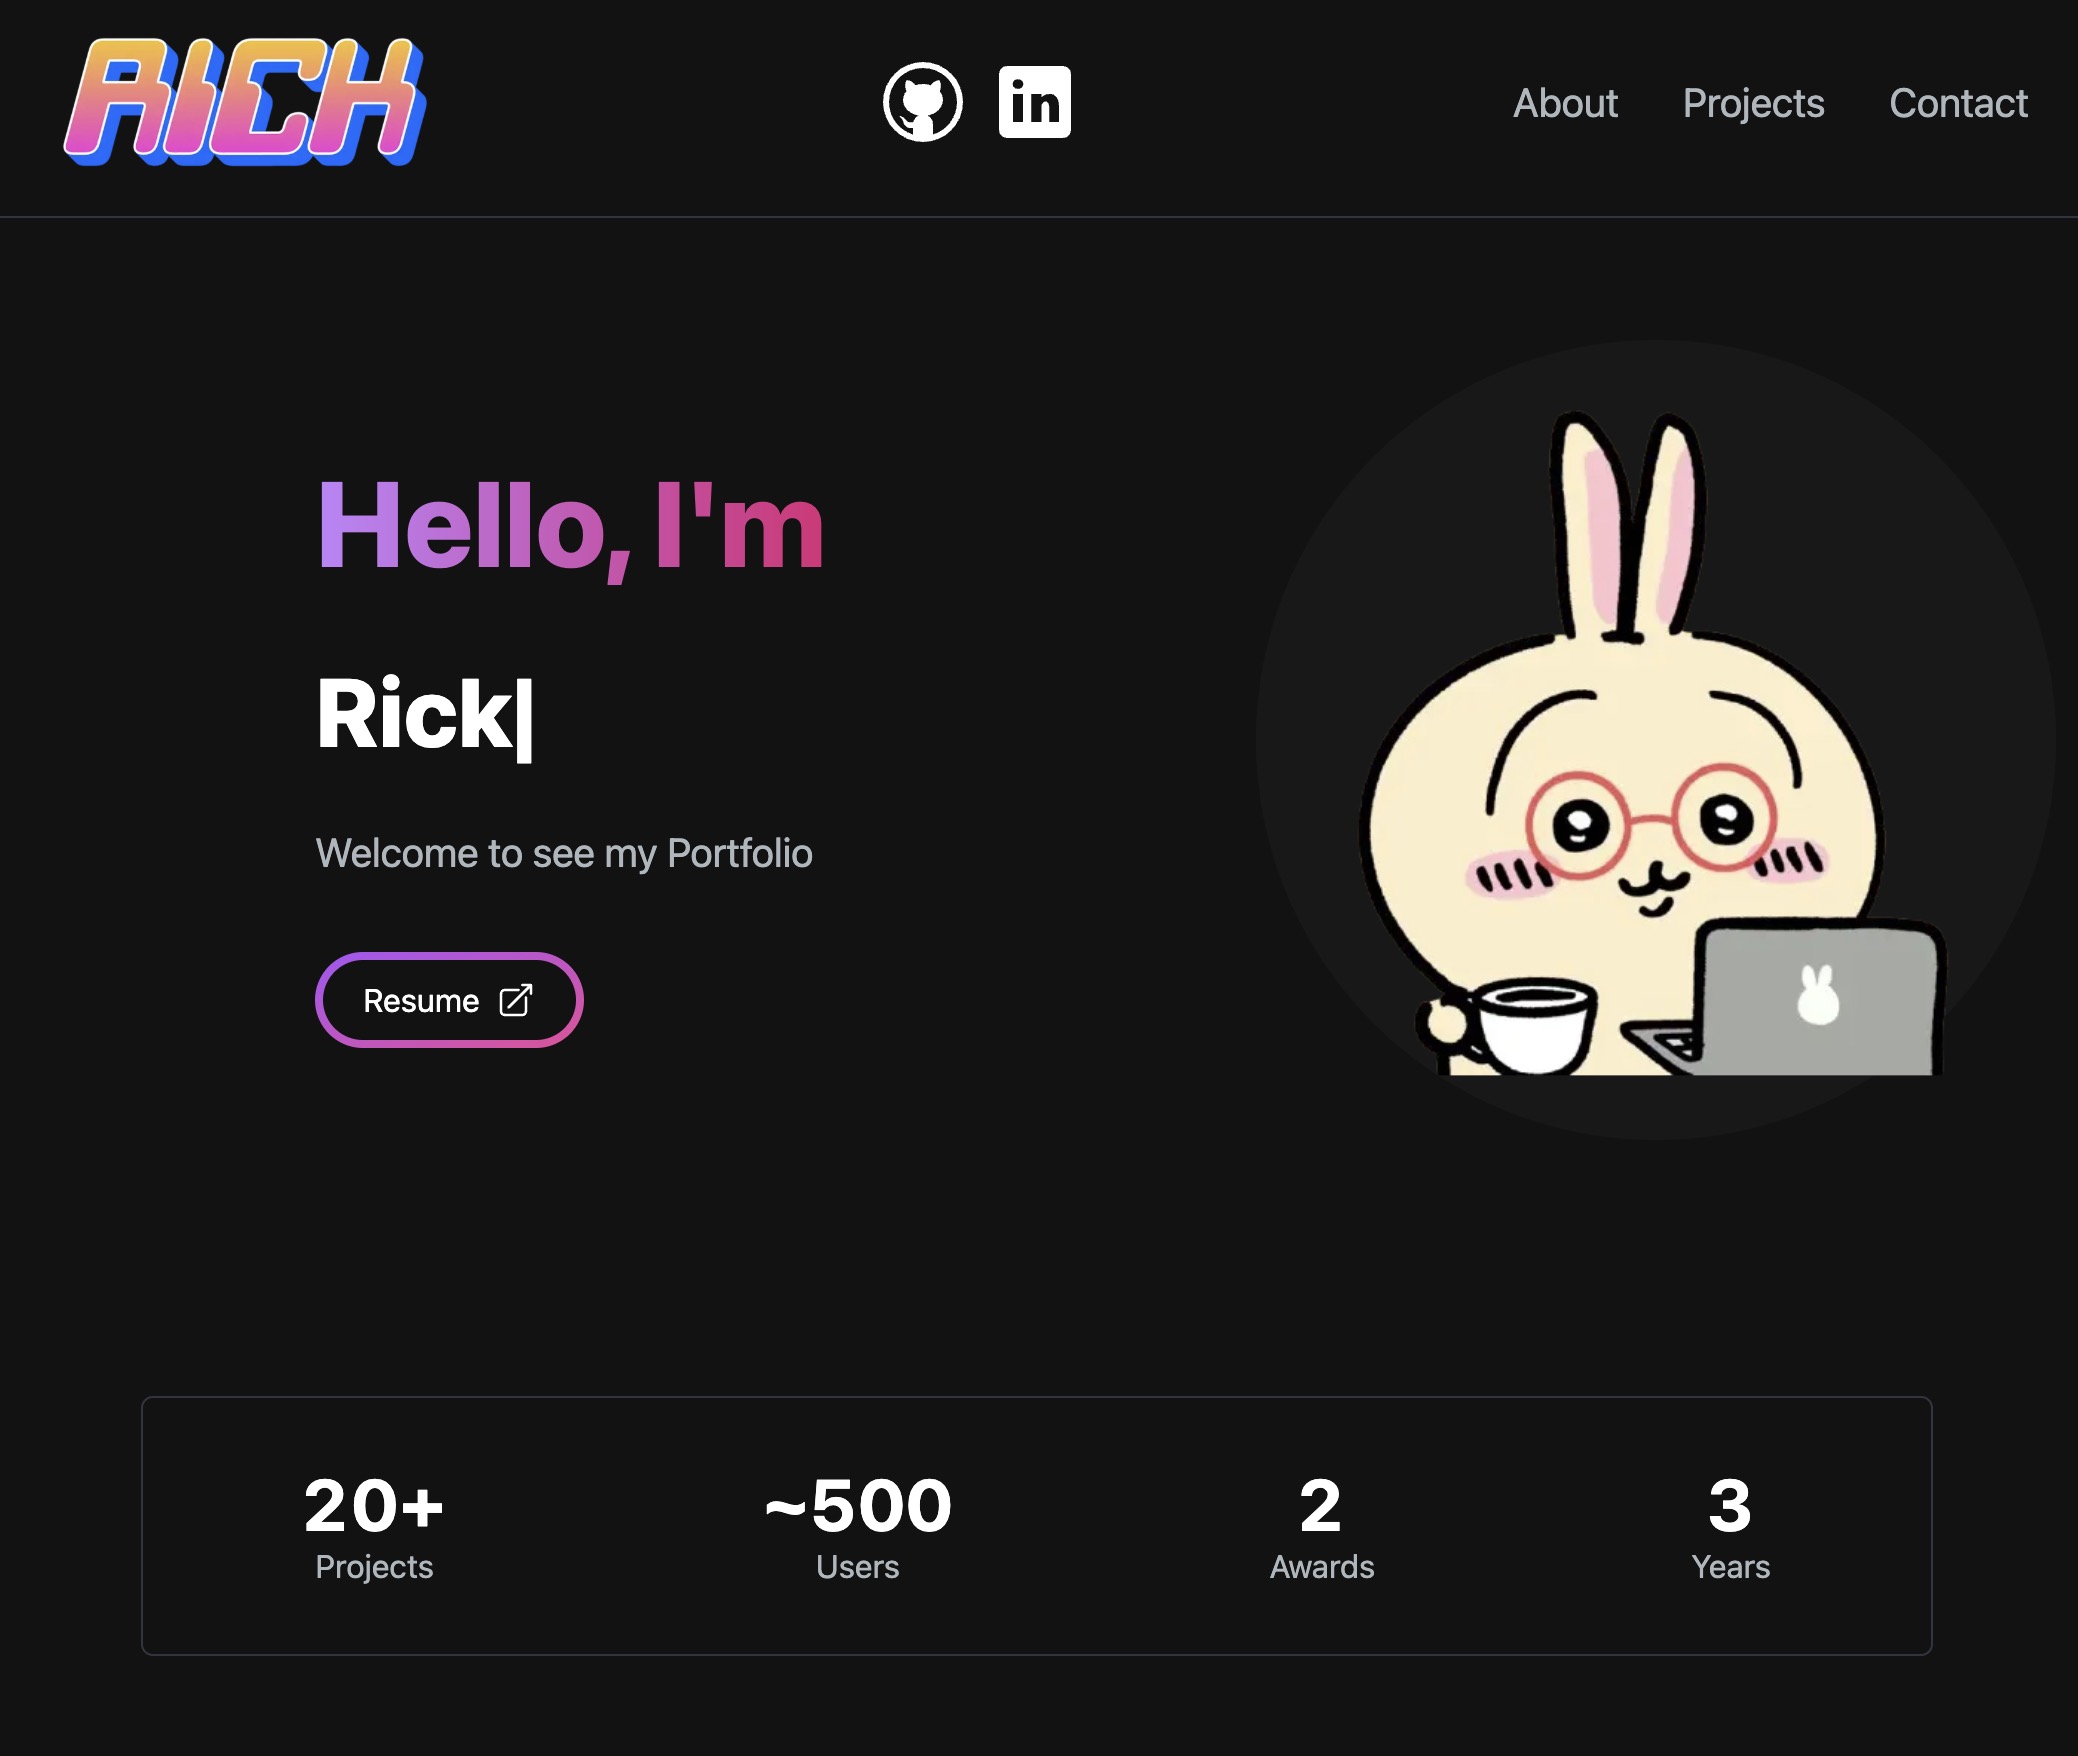 RICH
in
About Projects Contact
Hello, I'm
Rick|
Welcome to see my Portfolio
Resume
20+ ~500 2 3
Projects Users Awards Years